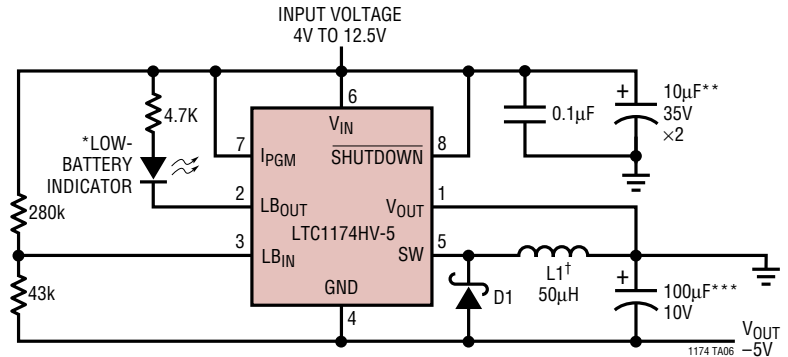 INPUT VOLTAGE
4V TO 12.5V
6
VIN
4.7K
*LOW-
BATTERY
INDICATOR
7
IPGM
SHUTDOWN
8
0.1µF
+
10µF**
35V
×2
280k
2
LBOUT
VOUT
1
LTC1174HV-5
3
LBIN
SW
5
43k
GND
4
D1
L1†
50µH
+
100µF***
10V
VOUT
–5V
1174 TA06